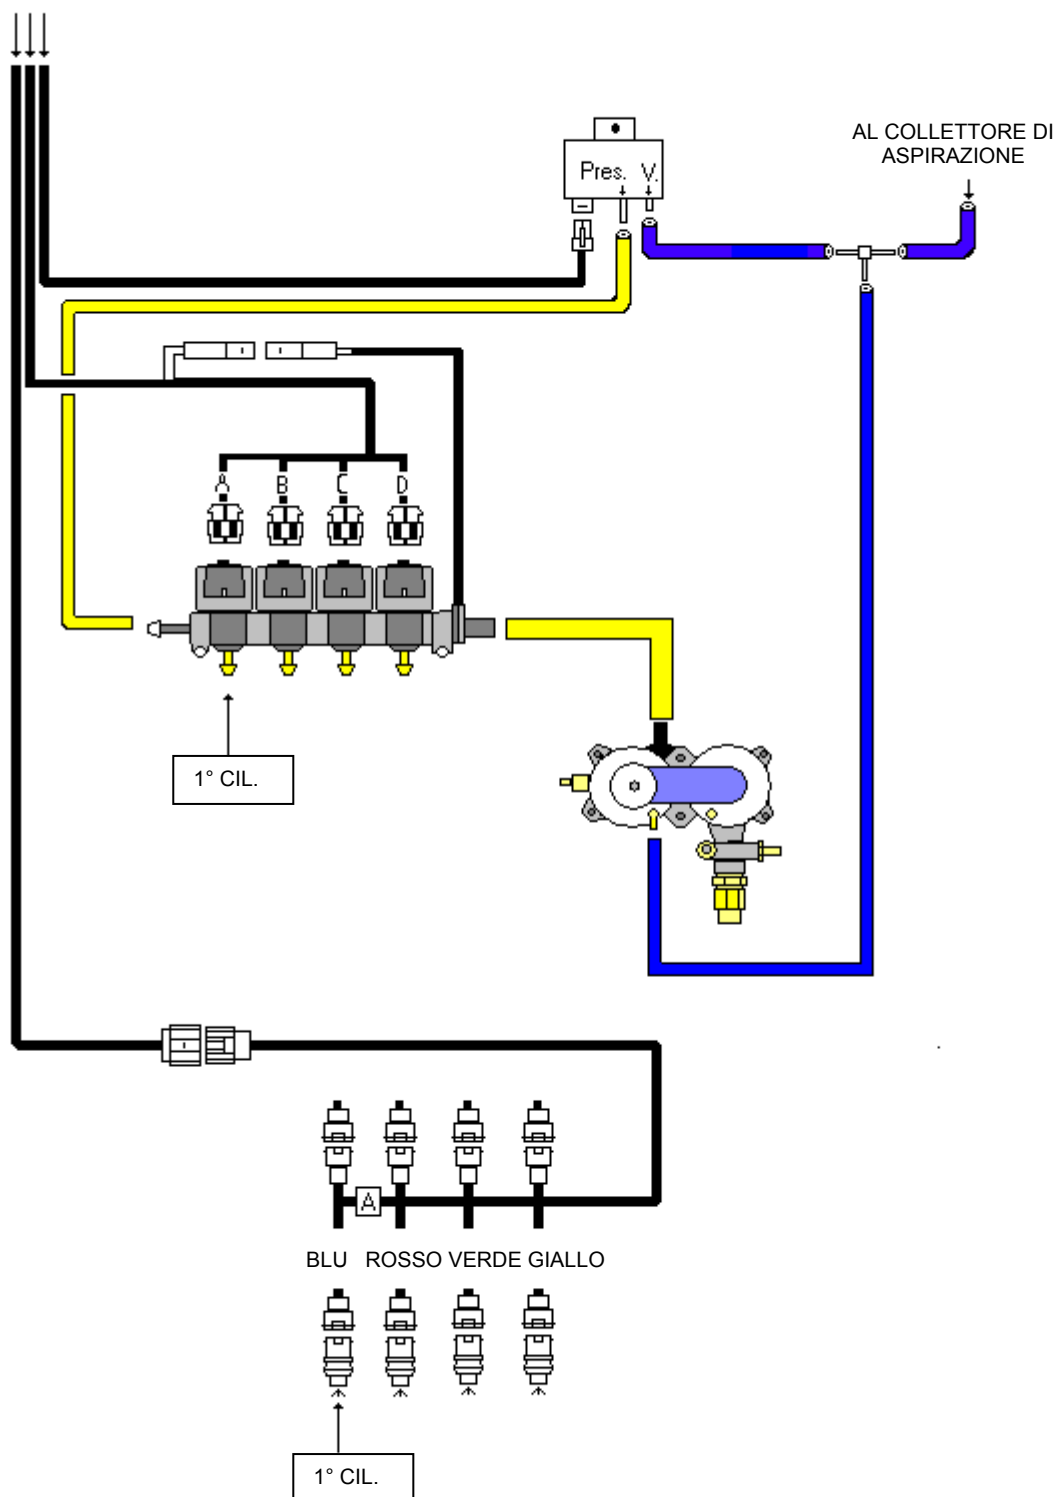 AL COLLETTORE DI
ASPIRAZIONE
Pres. V.
A B C D
1° CIL.
A
BLU ROSSO VERDE GIALLO
1° CIL.